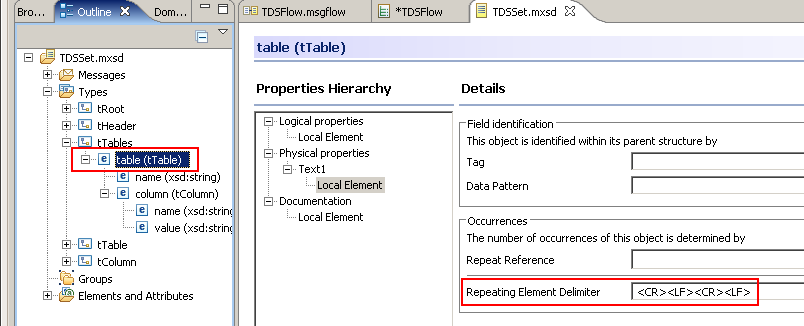 Bro... Outline Dom...
TDSFlow.msgflow *TDSFlow TDSSet.mxsd
TDSSet.mxsd
Messages
Types
tRoot
tHeader
tTables
table (tTable)
name (xsd:string)
column (tColumn)
name (xsd:string
value (xsd:string
tTable
tColumn
Groups
Elements and Attributes
table (tTable)
Properties Hierarchy
Logical properties
Local Element
Physical properties
Text1
Local Element
Documentation
Local Element
Details
Field identification
This object is identified within its parent structure by
Tag
Data Pattern
Occurrences
The number of occurrences of this object is determined by
Repeat Reference
Repeating Element Delimiter <CR><LF><CR><LF>